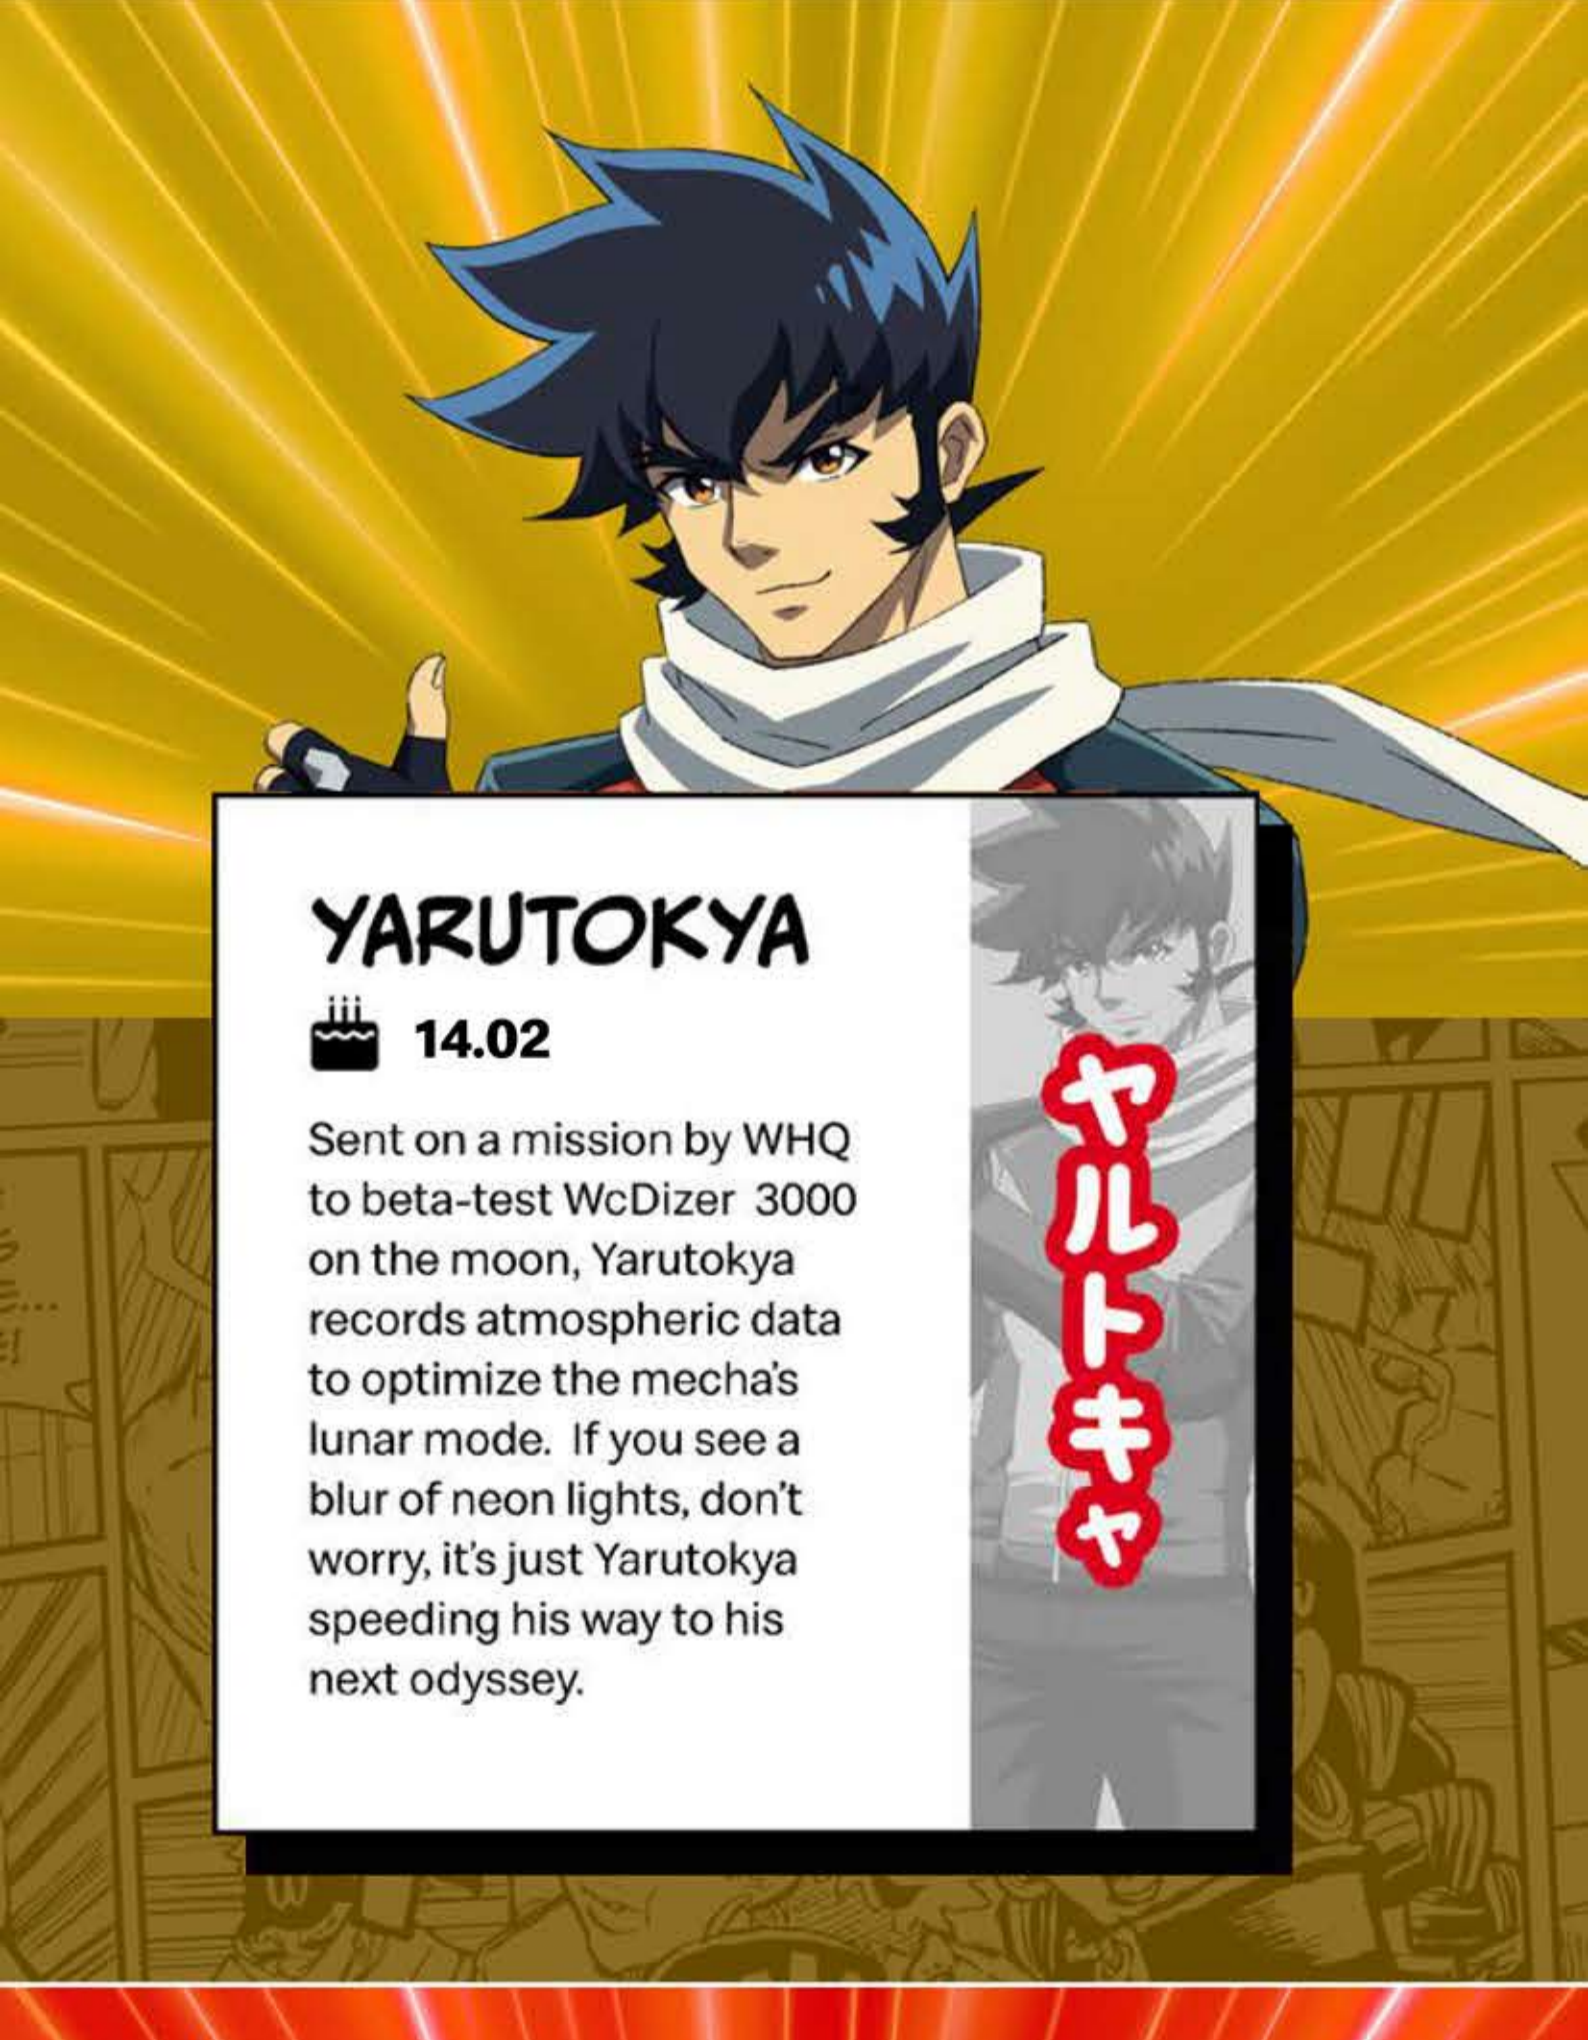 YARUTOKYA
14.02
Sent on a mission by WHQ
to beta-test WcDizer 3000
on the moon, Yarutokya
records atmospheric data
to optimize the mecha's
lunar mode. If you see a
blur of neon lights, don't
worry, it's just Yarutokya
speeding his way to his
next odyssey.
ヤルトキャ